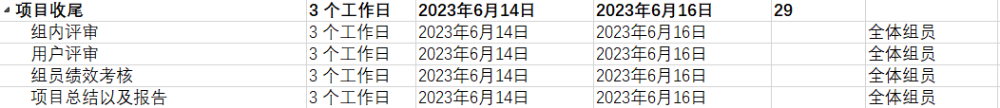 项目收尾 3 个工作日 2023年6月14日 2023年6月16日 29
组内评审 3 个工作日 2023年6月14日 2023年6月16日 全体组员
用户评审 3 个工作日 2023年6月14日 2023年6月16日 全体组员
组员绩效考核 3 个工作日 2023年6月14日 2023年6月16日 全体组员
项目总结以及报告 3 个工作日 2023年6月14日 2023年6月16日 全体组员